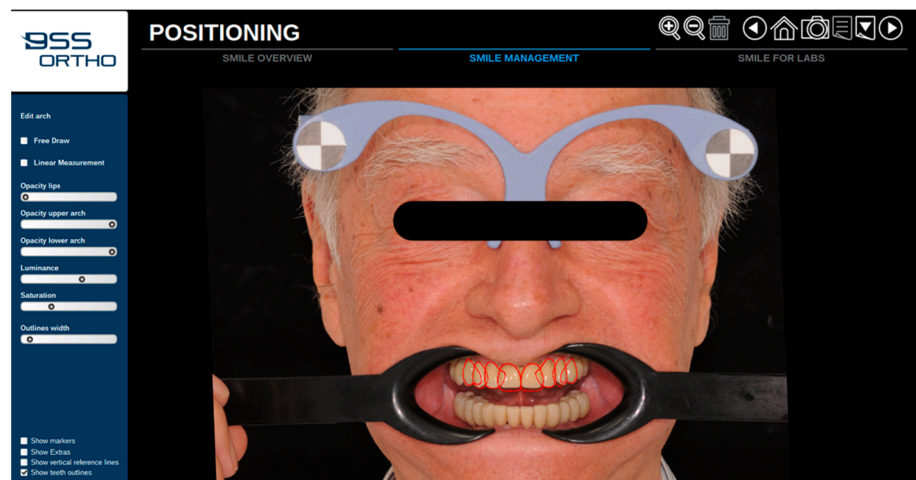 DSS
ORTHO
POSITIONING
SMILE OVERVIEW
SMILE MANAGEMENT
SMILE FOR LABS
Edit arch
Free Draw
Linear Measurement
Opacity lips
Opacity upper arch
Opacity lower arch
Luminance
Saturation
Outlines width
Show markers
Show Extras
Show vertical reference lines
Show teeth outlines